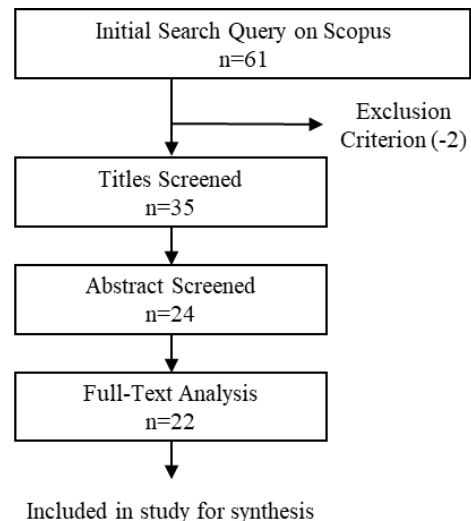 Initial Search Query on Scopus
n=61
Exclusion
Criterion (-2)
Titles Screened
n=35
Abstract Screened
n=24
Full-Text Analysis
n=22
Included in study for synthesis